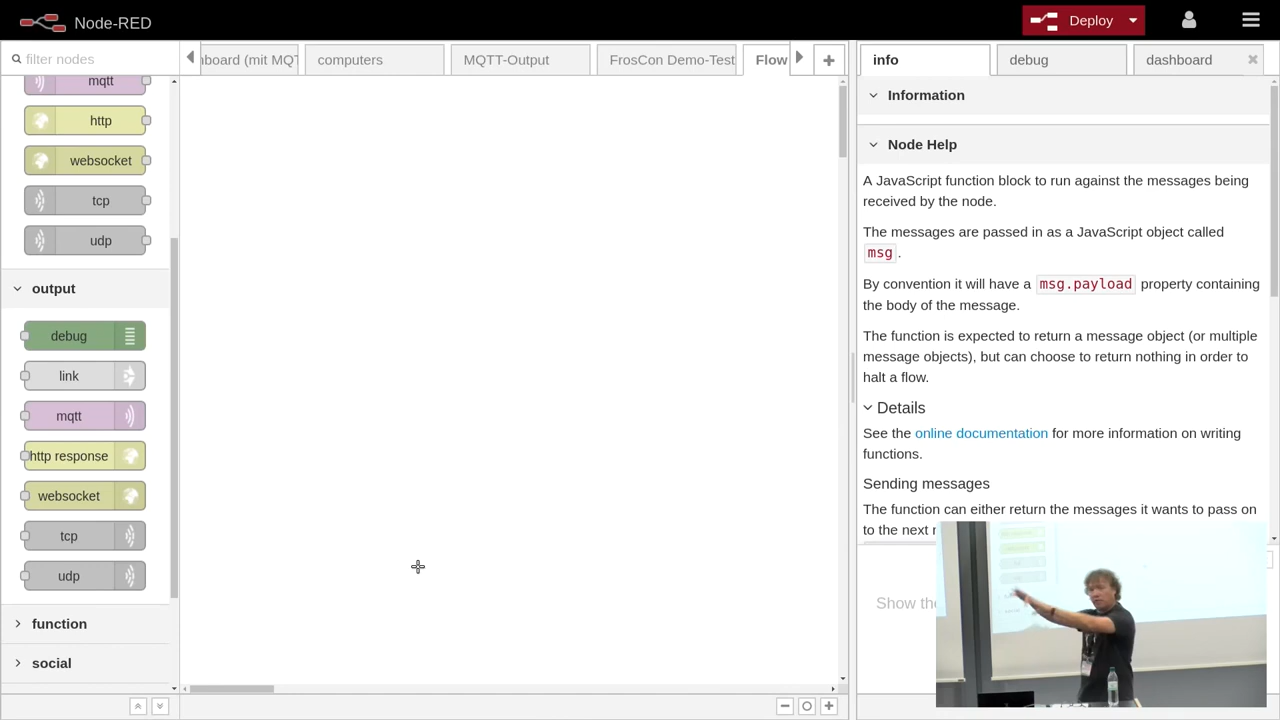 Node-RED
Deploy
filter nodes
mqtt
http
websocket
tcp
udp
output
debug
link
mqtt
http response
websocket
tcp
udp
function
social
board (mit MQT
computers
MQTT-Output
FrosCon Demo-Test
Flow
info
debug
dashboard
Information
Node Help
A JavaScript function block to run against the messages being
received by the node.
The messages are passed in as a JavaScript object called
msg.
By convention it will have a msg.payload property containing
the body of the message.
The function is expected to return a message object (or multiple
message objects), but can choose to return nothing in order to
halt a flow.
Details
See the online documentation for more information on writing
functions.
Sending messages
The function can either return the messages it wants to pass on
to the next
Show the